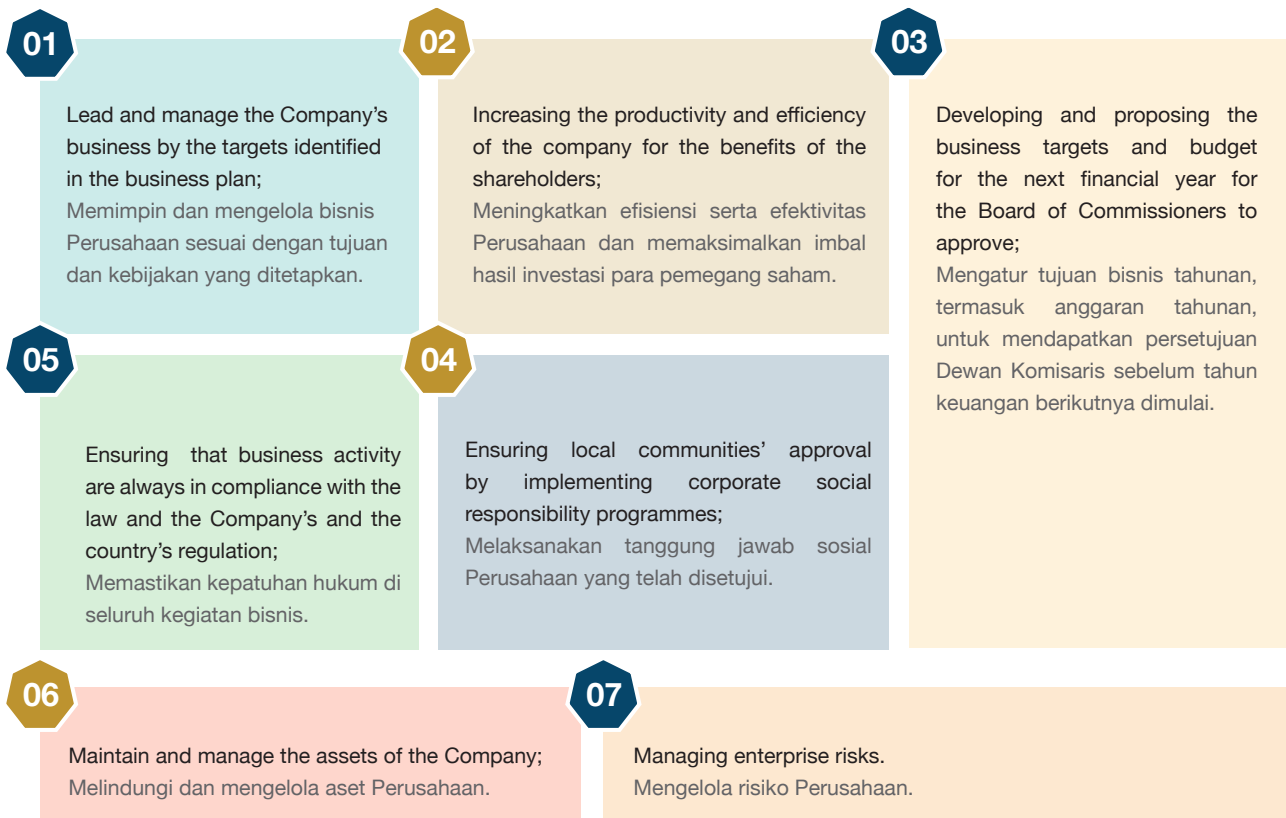 01
Lead and manage the Company's
business by the targets identified
in the business plan;
Memimpin dan mengelola bisnis
Perusahaan sesuai dengan tujuan
dan kebijakan yang ditetapkan.
02
Increasing the productivity and efficiency
of the company for the benefits of the
shareholders;
Meningkatkan efisiensi serta efektivitas
Perusahaan dan memaksimalkan imbal
hasil investasi para pemegang saham.
03
Developing and proposing the
business targets and budget
for the next financial year for
the Board of Commissioners to
approve;
Mengatur tujuan bisnis tahunan,
termasuk anggaran tahunan,
untuk mendapatkan persetujuan
Dewan Komisaris sebelum tahun
keuangan berikutnya dimulai.
04
Ensuring local communities' approval
by implementing corporate social
responsibility programmes;
Melaksanakan tanggung jawab sosial
Perusahaan yang telah disetujui.
05
Ensuring that business activity
are always in compliance with the
law and the Company's and the
country's regulation;
Memastikan kepatuhan hukum di
seluruh kegiatan bisnis.
06
Maintain and manage the assets of the Company;
Melindungi dan mengelola aset Perusahaan.
07
Managing enterprise risks.
Mengelola risiko Perusahaan.